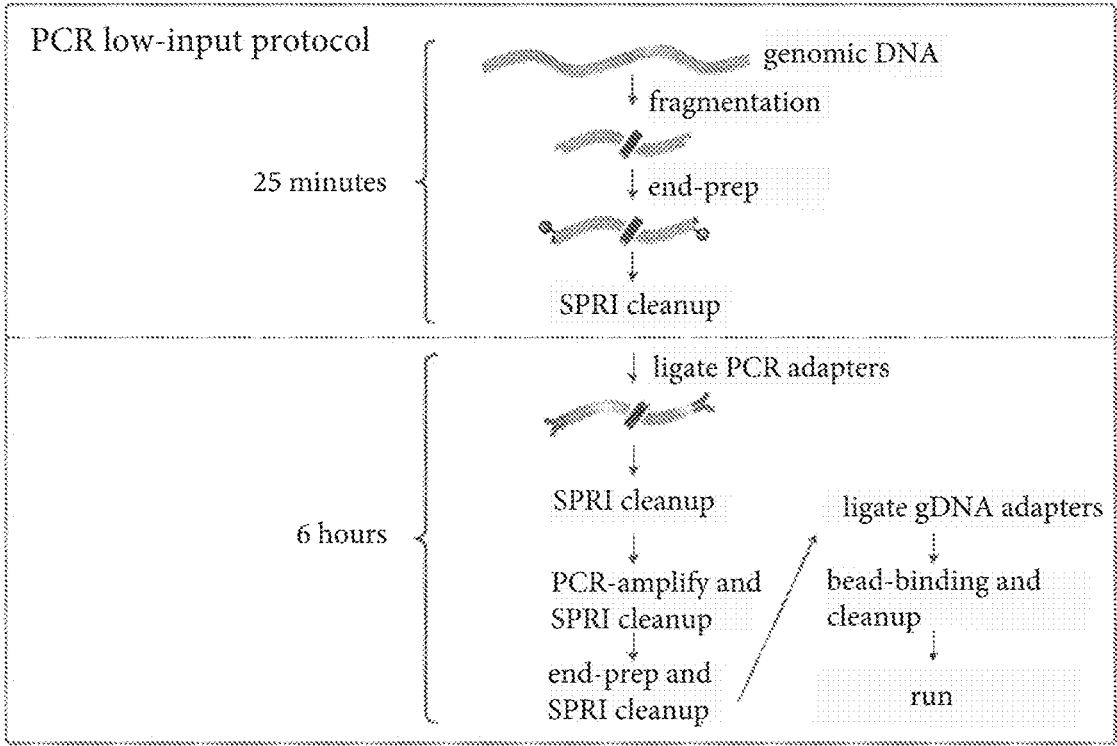 PCR low-input protocol
genomic DNA
fragmentation
25 minutes
end-prep
SPRI cleanup
ligate PCR adapters
SPRI cleanup
6 hours
PCR-amplify and
SPRI cleanup
end-prep and
SPRI cleanup
ligate gDNA adapters
bead-binding and
cleanup
run